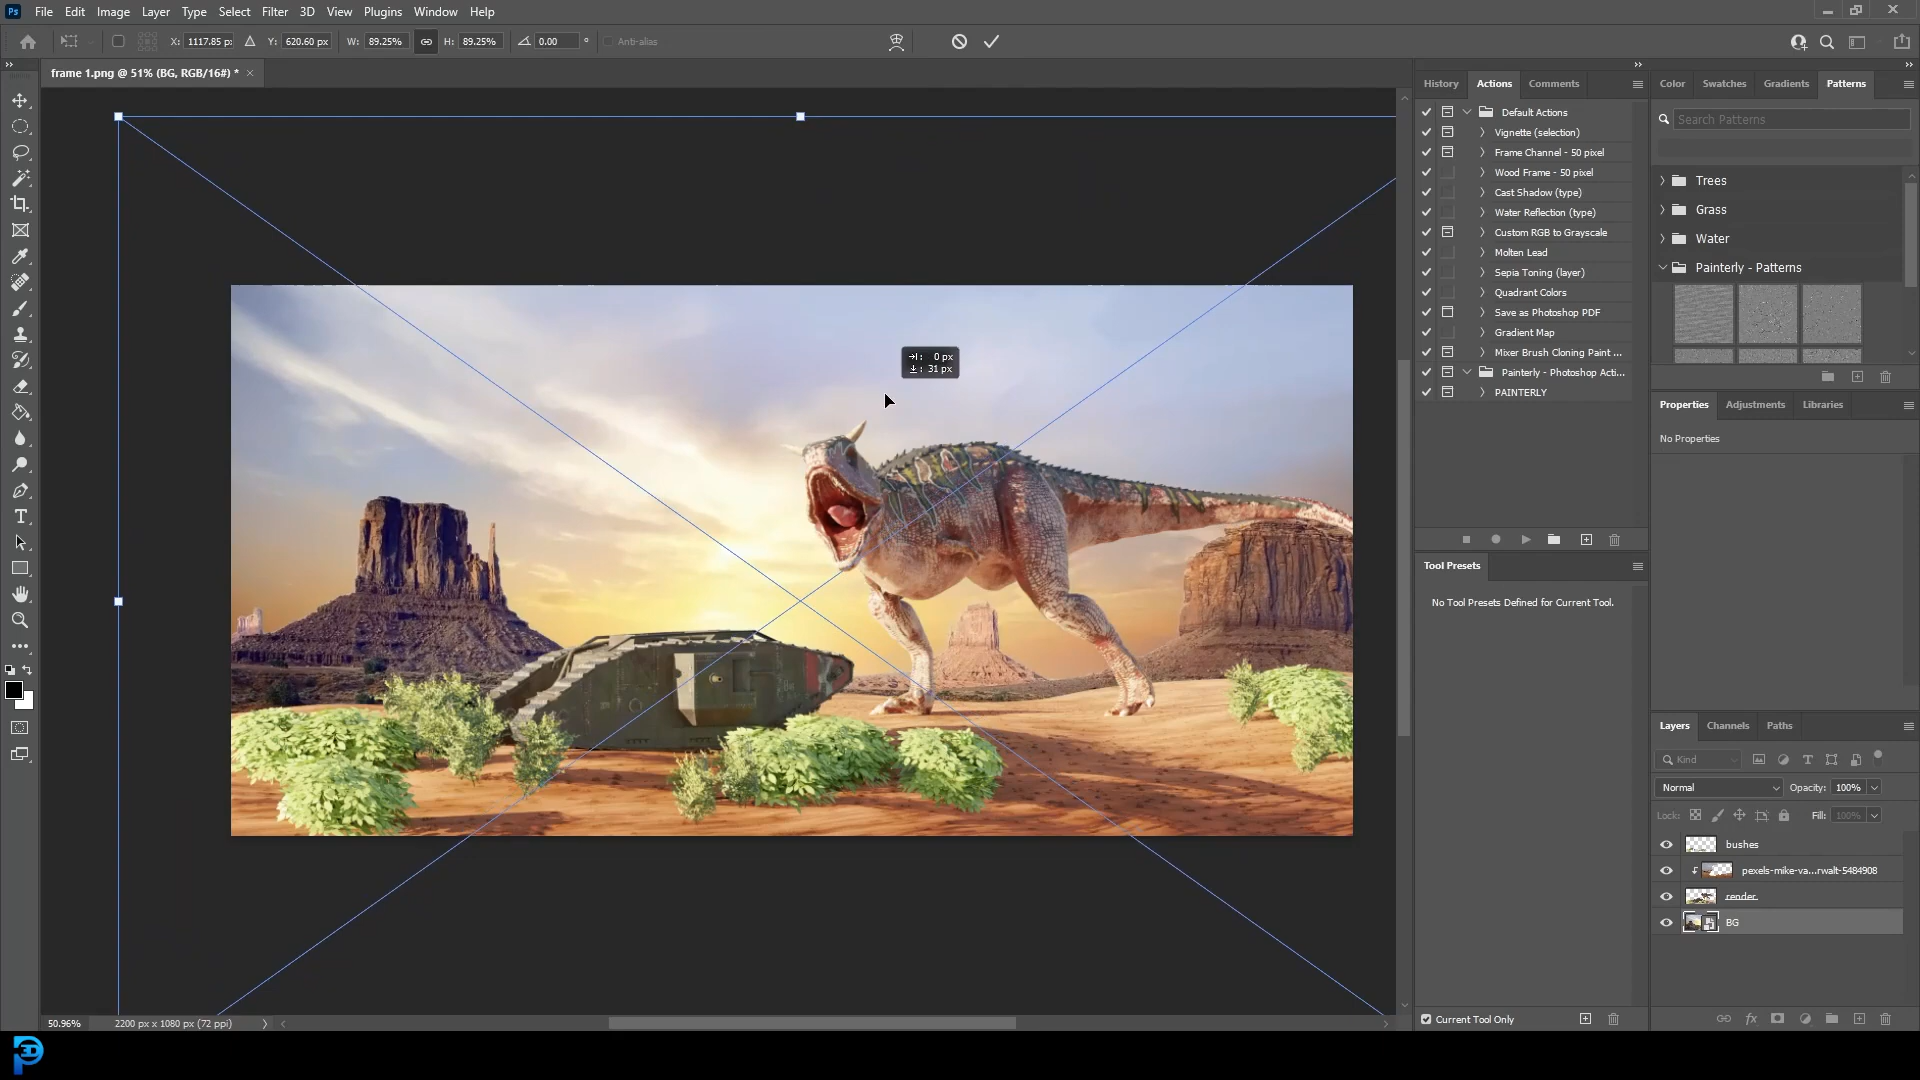 Ps File Edit Image Layer Type Select Filter 3D View Plugins Window Help
X: 1117.85 p: Y: 620.60 px W: 89.25% H: 89.25% 0.00 ° Anti-alias
frame 1.png @ 51% (BG, RGB/16#) * ×
History Actions Comments
Default Actions
Vignette (selection)
Frame Channel - 50 pixel
Wood Frame - 50 pixel
Cast Shadow (type)
Water Reflection (type)
Custom RGB to Grayscale
Molten Lead
Sepia Toning (layer)
Quadrant Colors
Save as Photoshop PDF
Gradient Map
Mixer Brush Cloning Paint ...
Painterly - Photoshop Acti...
PAINTERLY
Color Swatches Gradients Patterns
Search Patterns
Trees
Grass
Water
Painterly - Patterns
Properties Adjustments Libraries
No Properties
: 0 px
: 31 px
Tool Presets
No Tool Presets Defined for Current Tool.
Current Tool Only
Layers Channels Paths
Kind
Normal Opacity: 100%
Lock: Fill: 100%
bushes
pexels-mike-va...rwalt-5484908
render
BG
50.96% 2200 px x 1080 px (72 ppi)